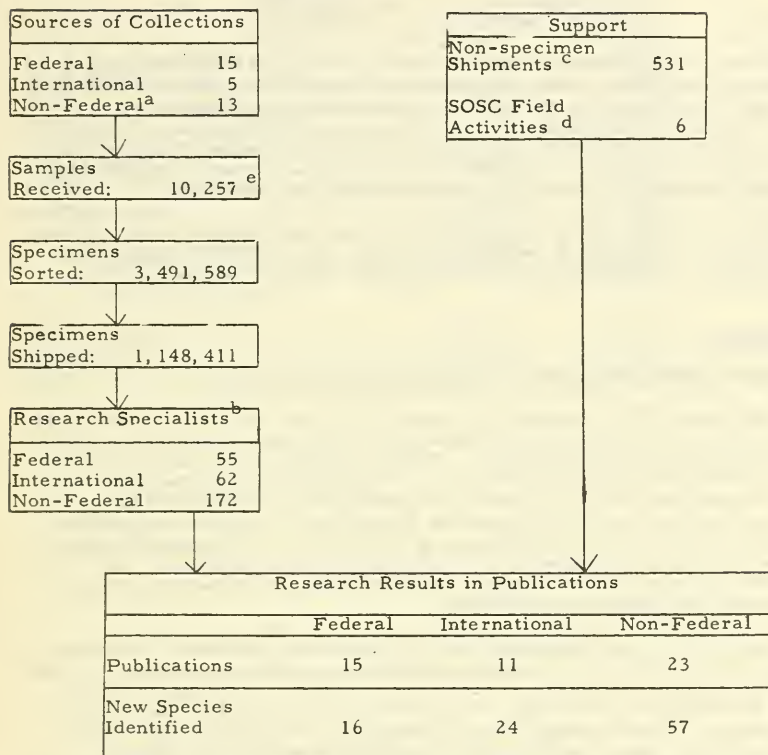 Sources of Collections
Federal 15
International 5
Non-Federal a 13
Samples
Received: 10,257 e
Specimens
Sorted: 3,491,589
Specimens
Shipped: 1,148,411
Research Specialists b
Federal 55
International 62
Non-Federal 172
Support
Non-specimen
Shipments c 531
SOSC Field
Activities d 6
Research Results in Publications
Federal International Non-Federal
Publications 15 11 23
New Species
Identified 16 24 57